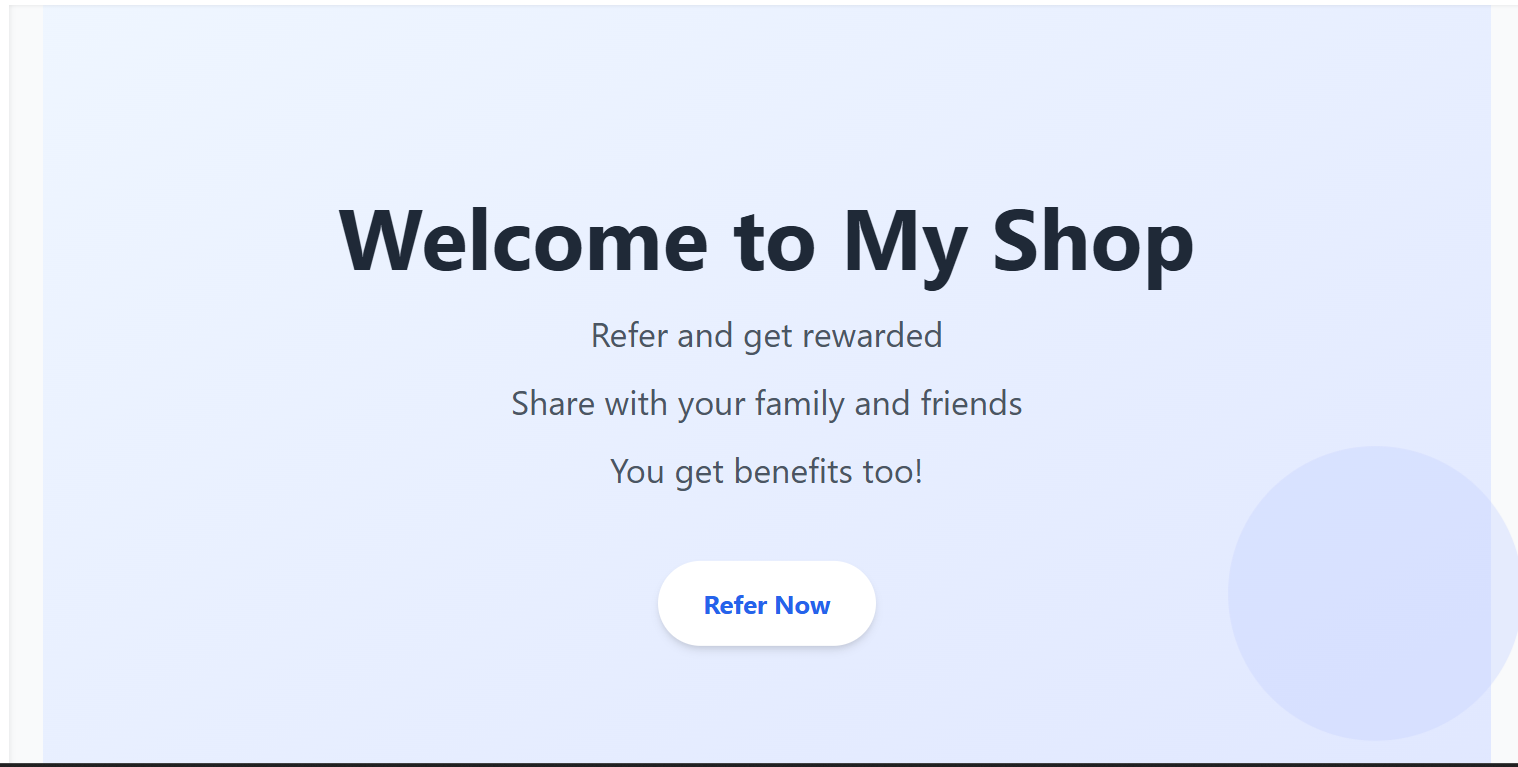 Welcome to My Shop
Refer and get rewarded
Share with your family and friends
You get benefits too!
Refer Now